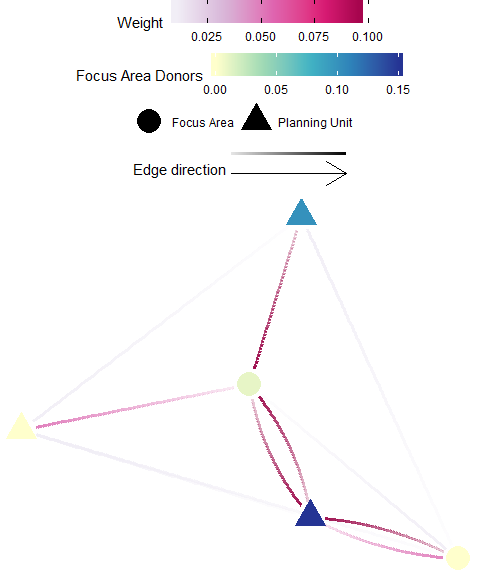 Weight
0.025 0.050 0.075 0.100
Focus Area Donors
0.00 0.05 0.10 0.15
Focus Area Planning Unit
Edge direction